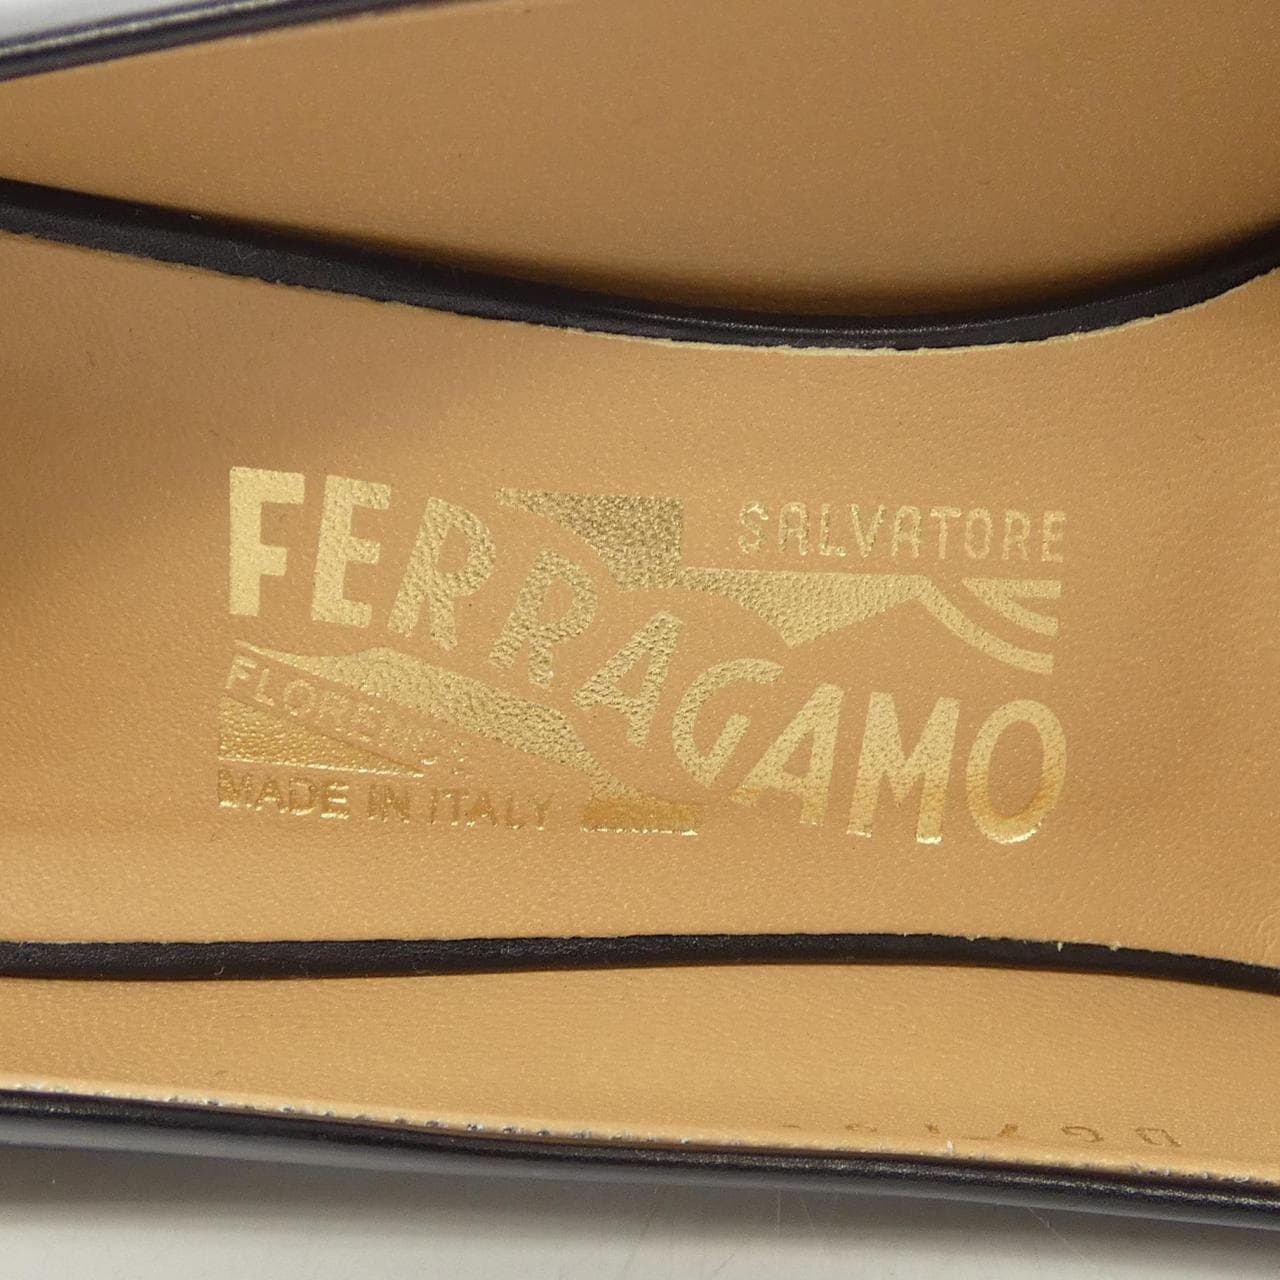 SALVATORE
FERRAGAMO
FLORENCE
MADE IN ITALY